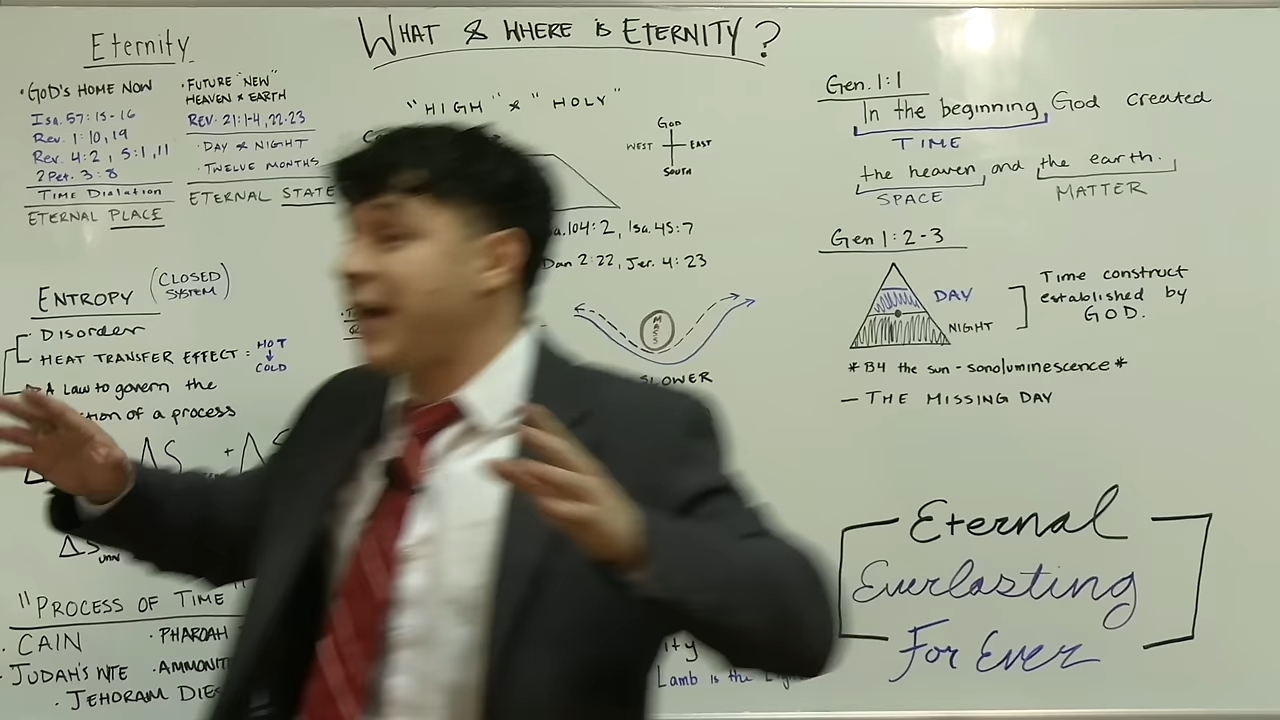 WHAT & WHERE IS ETERNITY?
Eternity
· GOD'S HOME NOW
Isa. 57:15-16
Rev. 1:10, 19
Rev. 4:2, 5:1, 11
2 Pet. 3:8
TIME DIALATION
ETERNAL PLACE
· FUTURE "NEW"
HEAVEN & EARTH
REV. 21:1-4, 22-23
· DAY & NIGHT
· TWELVE MONTHS
ETERNAL STATE
ENTROPY (CLOSED SYSTEM)
· Disorder
· HEAT TRANSFER EFFECT: HOT ↓ COLD
A LAW to govern the
of a process
ΔS + ΔS
"PROCESS OF TIME"
· CAIN
· PHAROAH
· JUDAH'S
· JEHORAM
"HIGH" & "HOLY"
GOD
WEST EAST
SOUTH
104:2, Isa. 45:7
Dan 2:22, Jer. 4:23
MASS
SLOWER
Lamb is the
Gen. 1:1
In the beginning, God created
TIME
the heaven, and the earth.
SPACE MATTER
Gen 1:2-3
DAY
NIGHT
Time construct
established by
GOD.
* B4 the sun - sonoluminescence *
— THE MISSING DAY
Eternal
Everlasting
For Ever